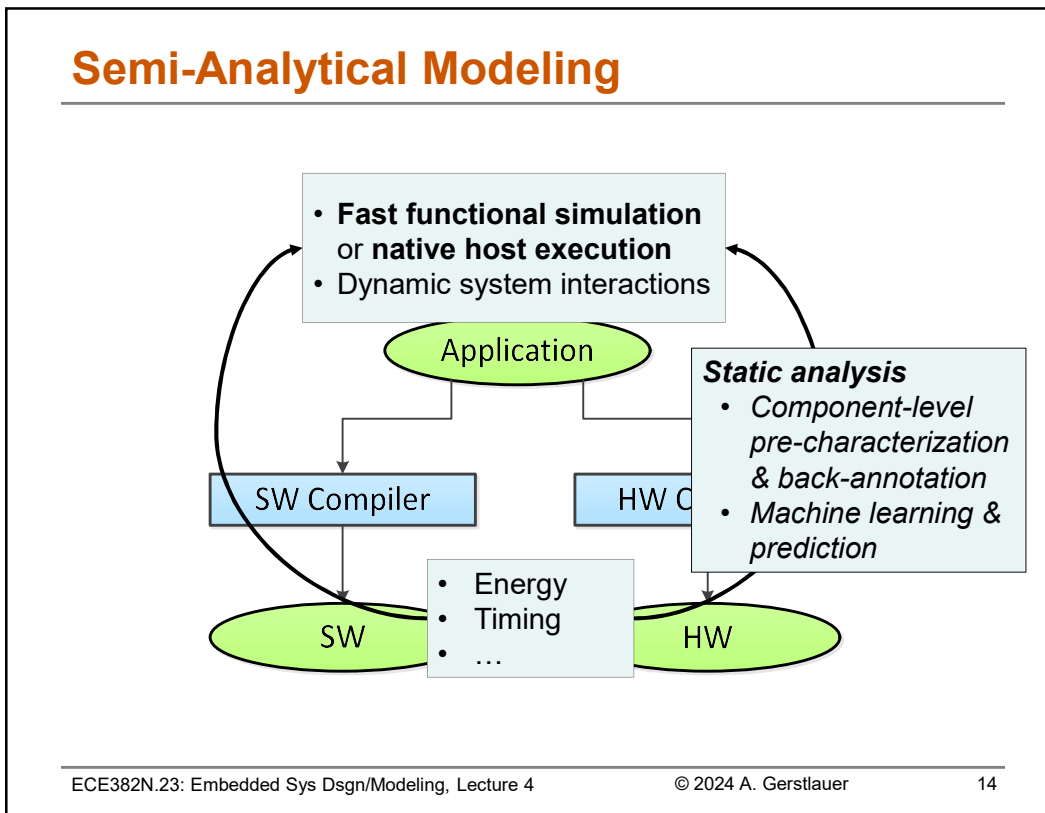 Semi-Analytical Modeling
• Fast functional simulation
or native host execution
• Dynamic system interactions
Application
Static analysis
• Component-level
pre-characterization
& back-annotation
• Machine learning &
prediction
SW Compiler
HW C
• Energy
• Timing
• …
SW
HW
ECE382N.23: Embedded Sys Dsgn/Modeling, Lecture 4
© 2024 A. Gerstlauer
14